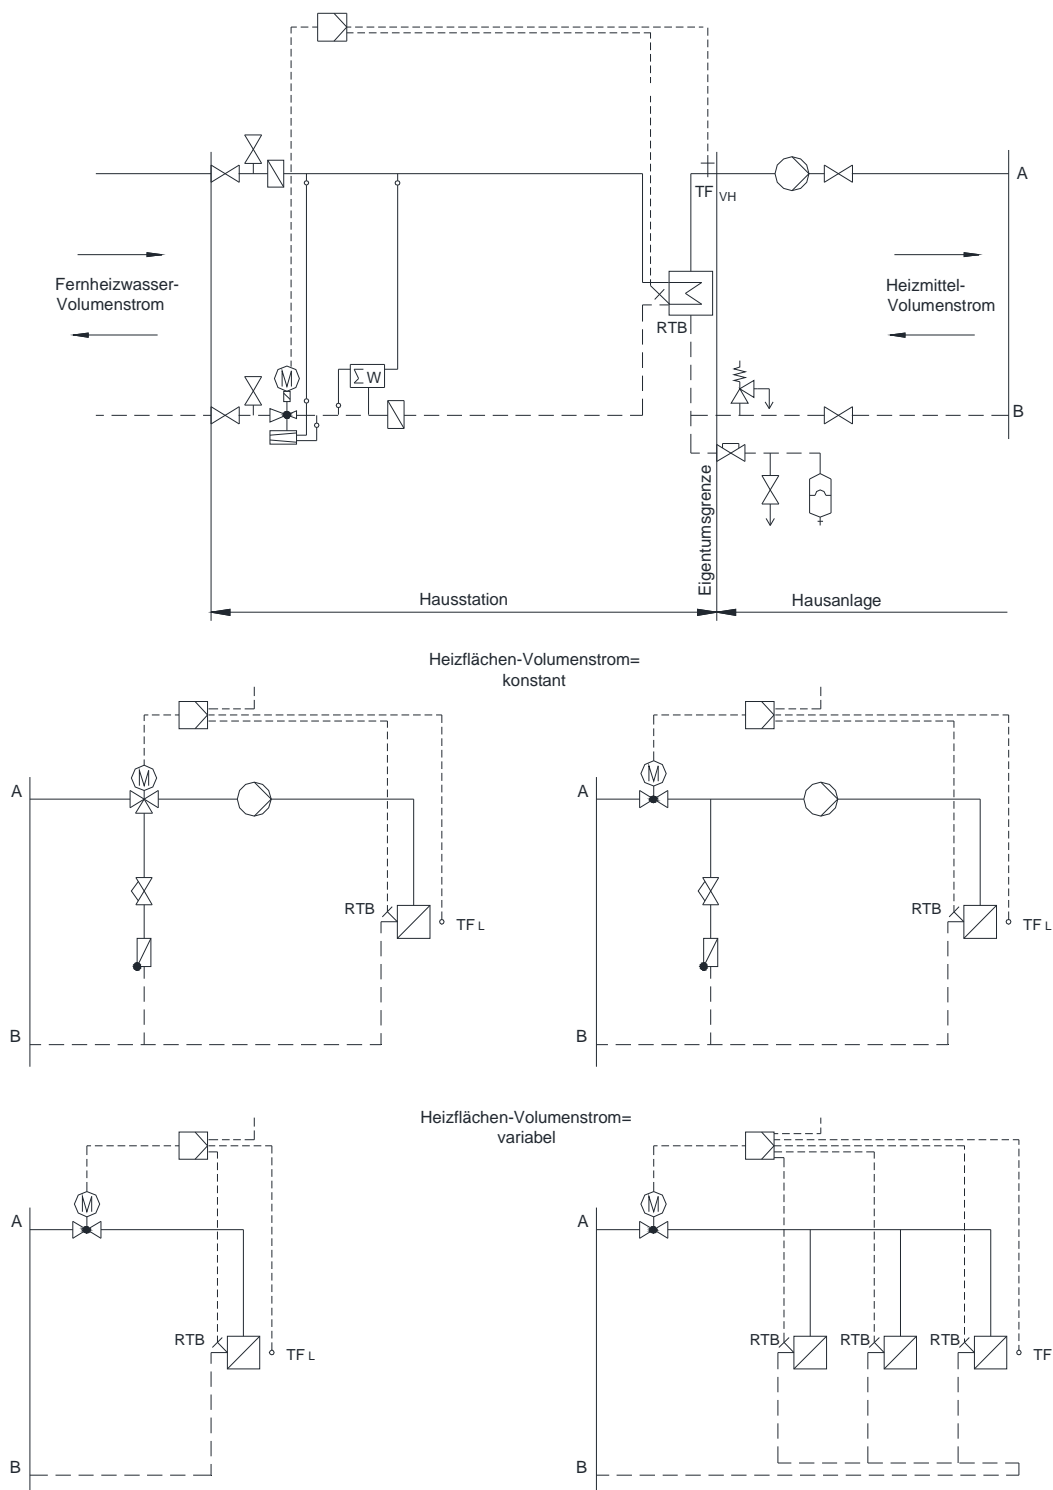 TF VH
A
Fernheizwasser-
Volumenstrom
Heizmittel-
Volumenstrom
RTB
M
ΣW
B
Eigentumsgrenze
Hausstation
Hausanlage
Heizflächen-Volumenstrom=
konstant
M
A
RTB
TF L
B
M
A
RTB
TF L
B
Heizflächen-Volumenstrom=
variabel
M
A
RTB
TF L
B
M
A
RTB
RTB
RTB
TF
B